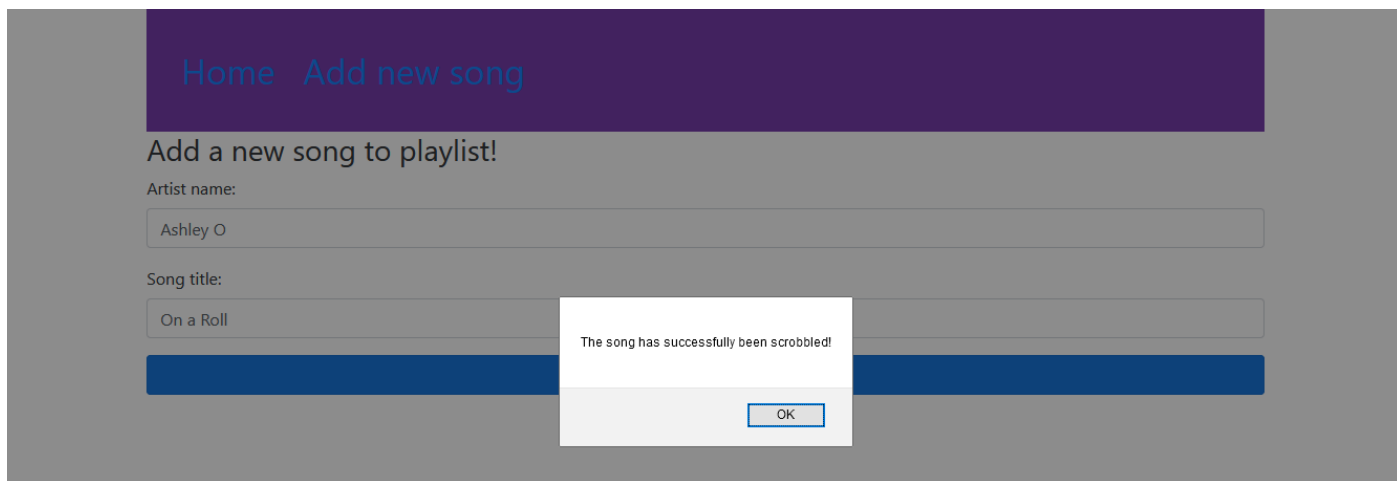 Home Add new song
Add a new song to playlist!
Artist name:
Ashley O
Song title:
On a Roll
The song has successfully been scrobbled!
OK